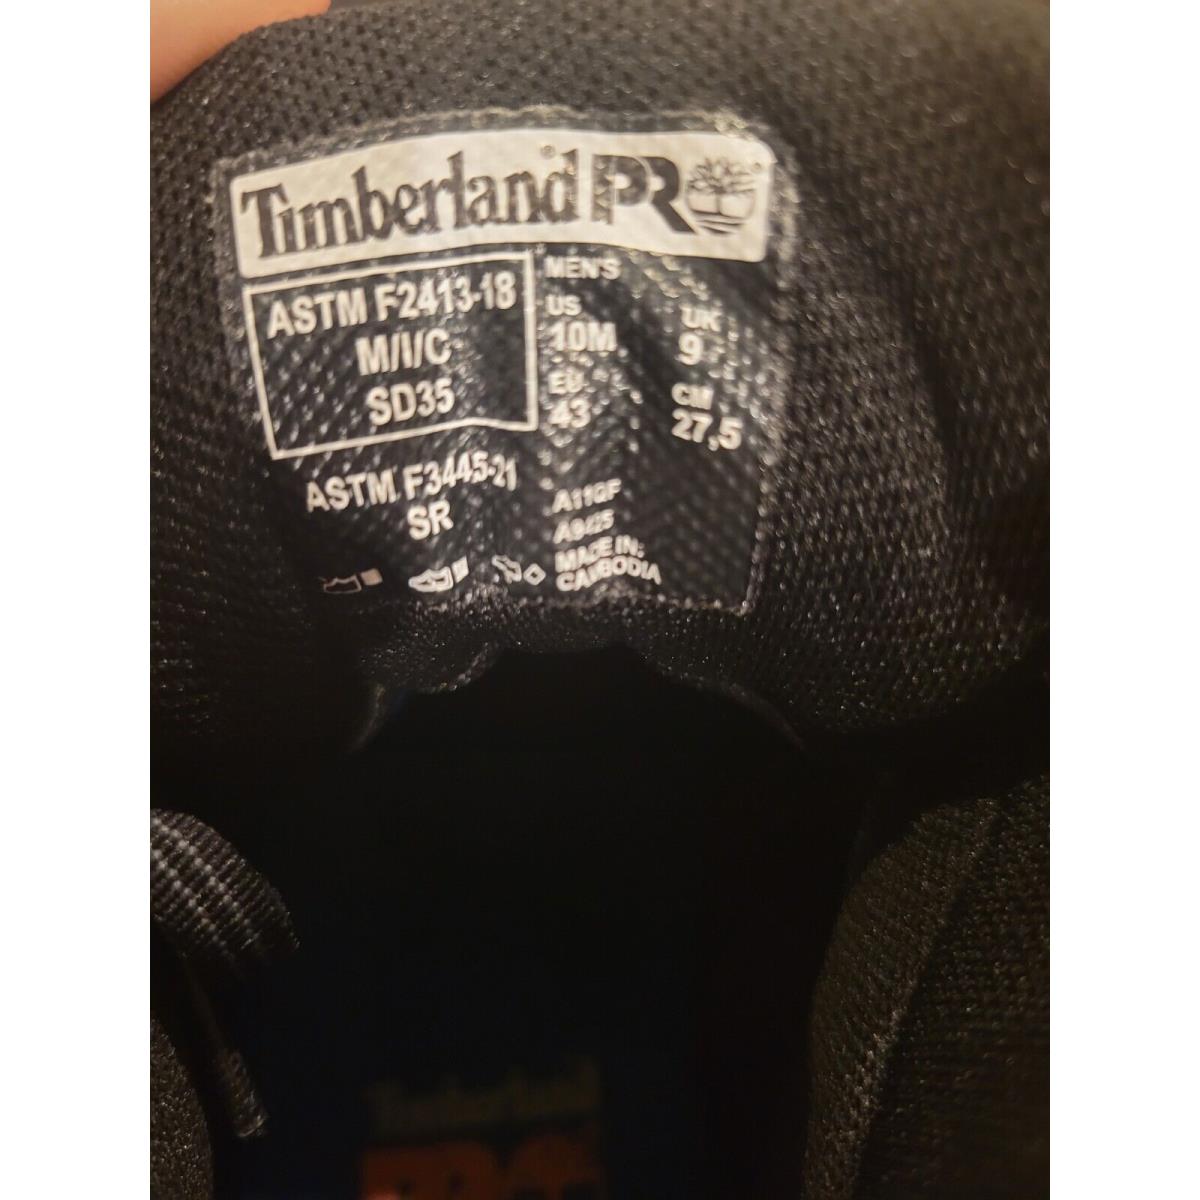 Timberland PRO
ASTM F2413-18
M/I/C
SD35
ASTM F3445-21
SR
MEN'S
US
10M
UK
9
EU
43
CM
27,5
MADE IN:
CAMBODIA
Timberland